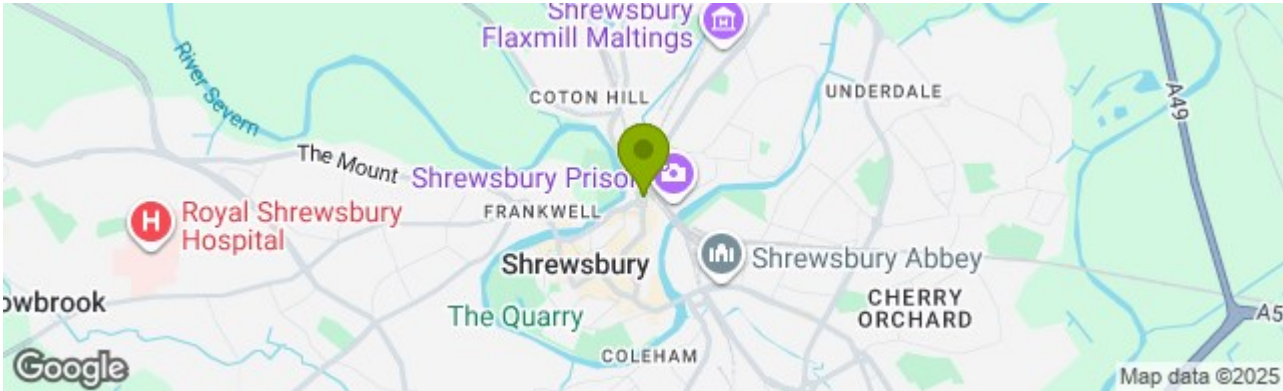 Shrewsbury
Flaxmill Maltings
River Severn
COTON HILL
UNDERDALE
A49
The Mount
Shrewsbury Prison
H
Royal Shrewsbury
Hospital
FRANKWELL
Shrewsbury
Shrewsbury Abbey
owbrook
The Quarry
CHERRY
ORCHARD
A5
COLEHAM
Google
Map data ©2025